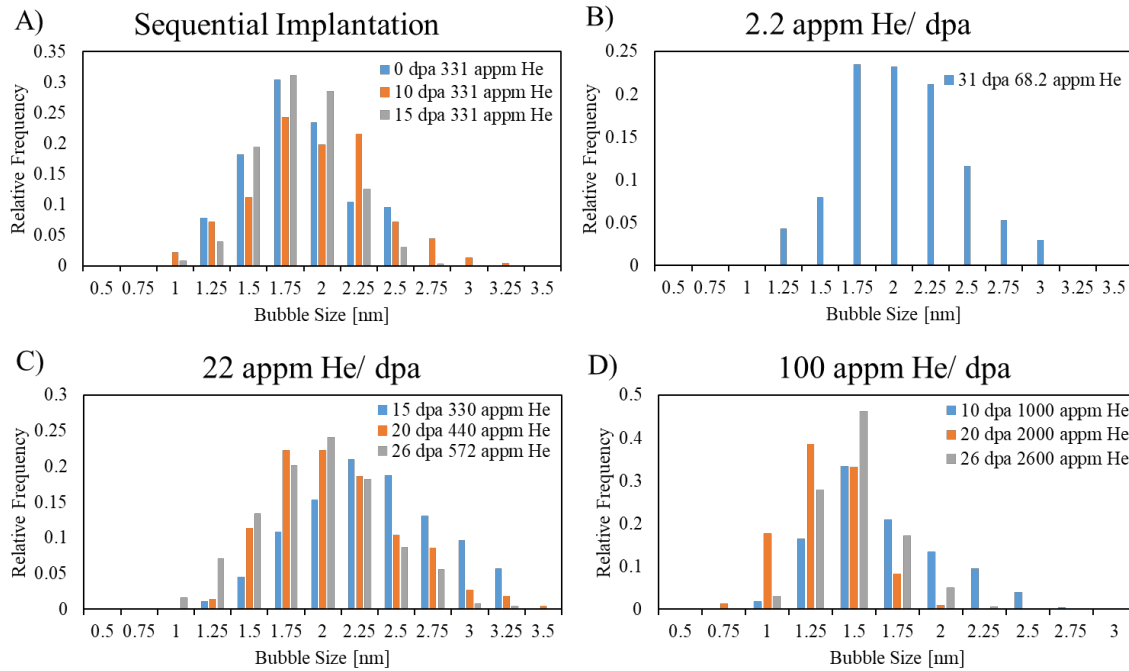 A)
Sequential Implantation
0.35
0.3
0.25
0.2
0.15
0.1
0.05
0
Relative Frequency
0 dpa 331 appm He
10 dpa 331 appm He
15 dpa 331 appm He
0.5 0.75 1 1.25 1.5 1.75 2 2.25 2.5 2.75 3 3.25 3.5
Bubble Size [nm]
B)
2.2 appm He/ dpa
0.25
0.2
0.15
0.1
0.05
0
Relative Frequency
31 dpa 68.2 appm He
0.5 0.75 1 1.25 1.5 1.75 2 2.25 2.5 2.75 3 3.25 3.5
Bubble Size [nm]
C)
22 appm He/ dpa
0.3
0.25
0.2
0.15
0.1
0.05
0
Relative Frequency
15 dpa 330 appm He
20 dpa 440 appm He
26 dpa 572 appm He
0.5 0.75 1 1.25 1.5 1.75 2 2.25 2.5 2.75 3 3.25 3.5
Bubble Size [nm]
D)
100 appm He/ dpa
0.5
0.4
0.3
0.2
0.1
0
Relative Frequency
10 dpa 1000 appm He
20 dpa 2000 appm He
26 dpa 2600 appm He
0.5 0.75 1 1.25 1.5 1.75 2 2.25 2.5 2.75 3
Bubble Size [nm]